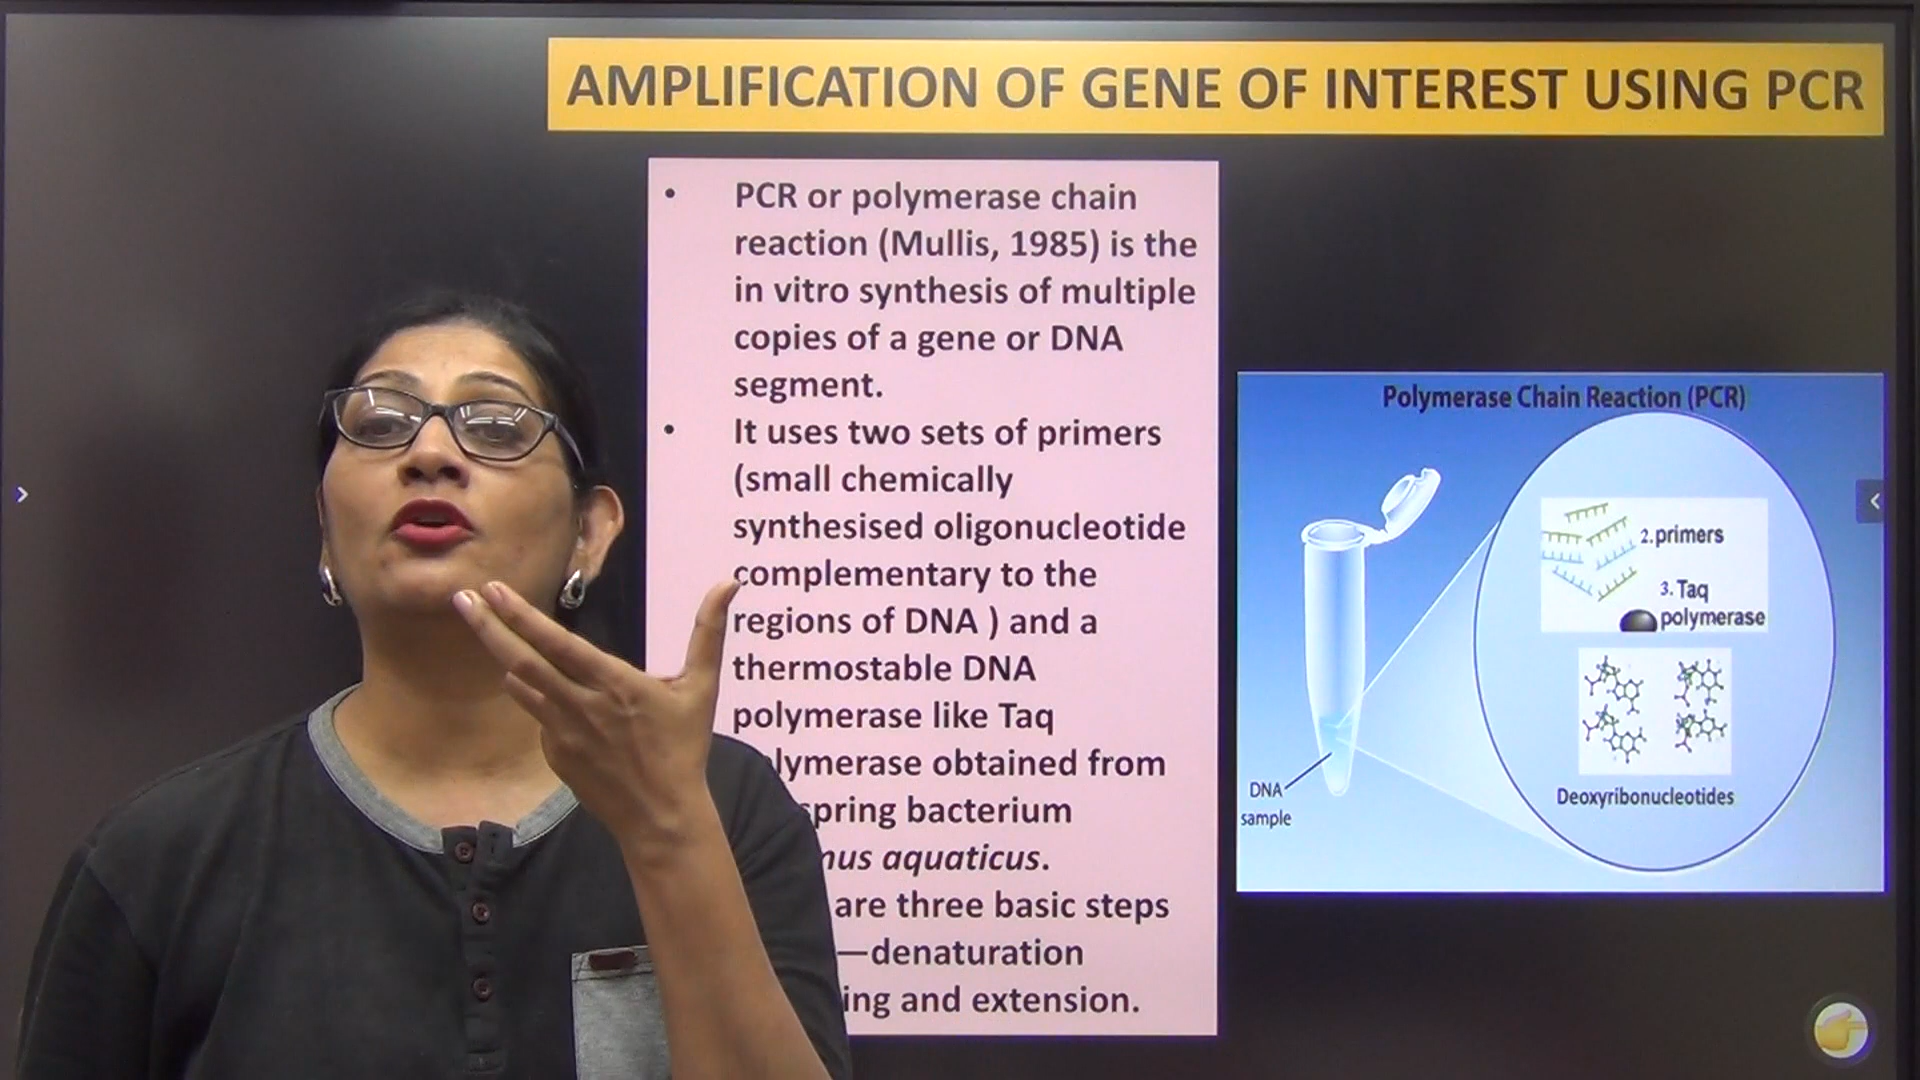 AMPLIFICATION OF GENE OF INTEREST USING PCR
• PCR or polymerase chain
reaction (Mullis, 1985) is the
in vitro synthesis of multiple
copies of a gene or DNA
segment.
• It uses two sets of primers
(small chemically
synthesised oligonucleotide
complementary to the
regions of DNA ) and a
thermostable DNA
polymerase like Taq
lymerase obtained from
pring bacterium
nus aquaticus.
are three basic steps
—denaturation
ing and extension.
Polymerase Chain Reaction (PCR)
2. primers
3. Taq
polymerase
Deoxyribonucleotides
DNA
sample